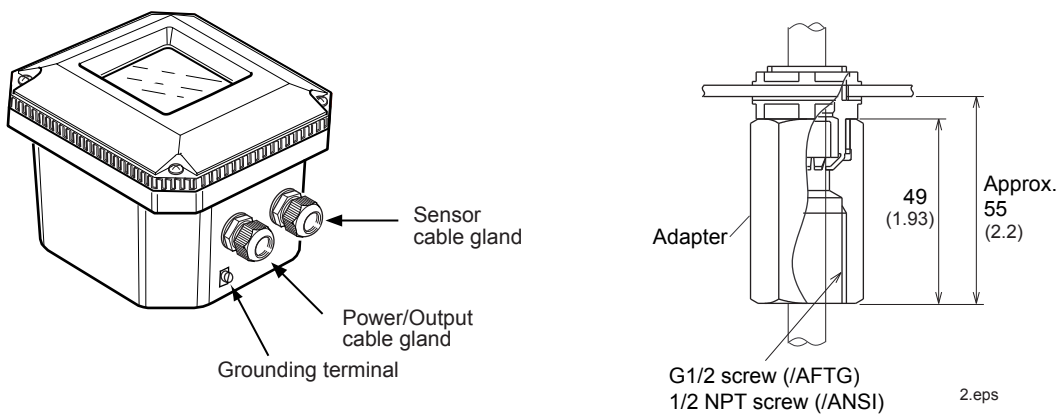 Sensor
cable gland
Power/Output
cable gland
Grounding terminal
Adapter
49
(1.93)
Approx.
55
(2.2)
G1/2 screw (/AFTG)
1/2 NPT screw (/ANSI)
2.eps